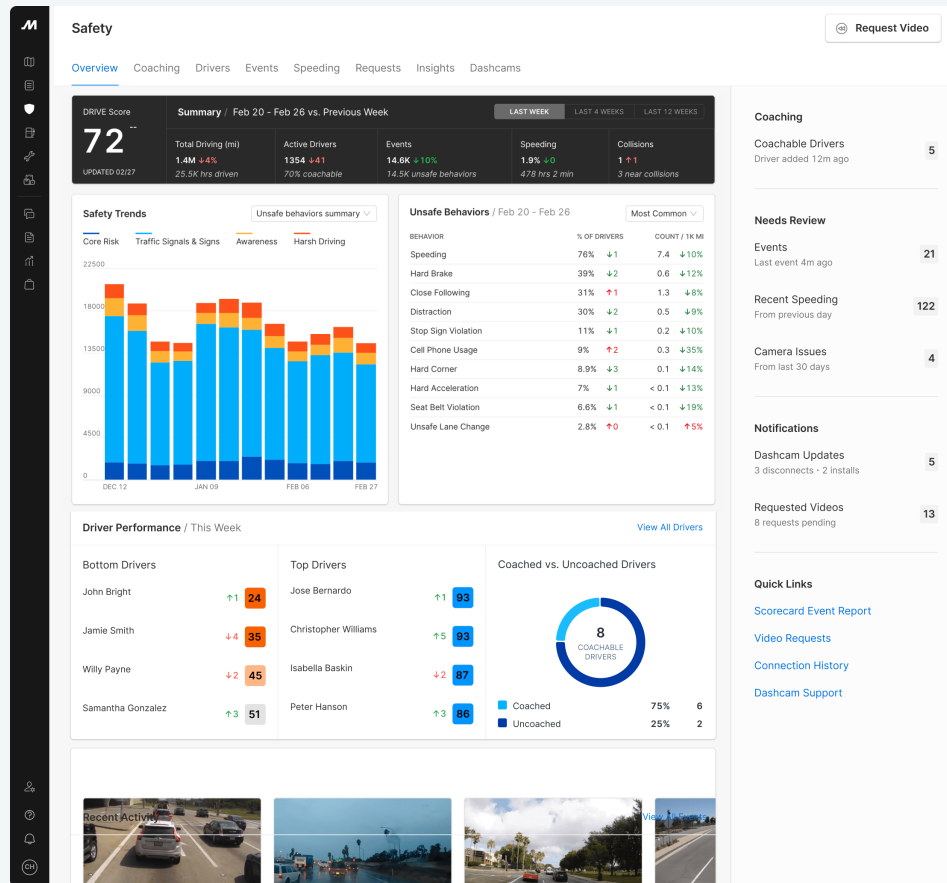 Safety
Request Video
Overview Coaching Drivers Events Speeding Requests Insights Dashcams
DRIVE Score
72 --
UPDATED 02/27
Summary / Feb 20 - Feb 26 vs. Previous Week
LAST WEEK LAST 4 WEEKS LAST 12 WEEKS
Total Driving (mi)
1.4M ↓4%
25.5K hrs driven
Active Drivers
1354 ↓41
70% coachable
Events
14.6K ↓10%
14.5K unsafe behaviors
Speeding
1.9% ↓0
478 hrs 2 min
Collisions
1 ↑1
3 near collisions
Safety Trends
Unsafe behaviors summary
Core Risk Traffic Signals & Signs Awareness Harsh Driving
22500
18000
13500
9000
4500
0
DEC 12 JAN 09 FEB 06 FEB 27
Unsafe Behaviors / Feb 20 - Feb 26
Most Common
BEHAVIOR % OF DRIVERS COUNT / 1K MI
Speeding 76% ↓1 7.4 ↓10%
Hard Brake 39% ↓2 0.6 ↓12%
Close Following 31% ↑1 1.3 ↓8%
Distraction 30% ↓2 0.5 ↓9%
Stop Sign Violation 11% ↓1 0.2 ↓10%
Cell Phone Usage 9% ↑2 0.3 ↓35%
Hard Corner 8.9% ↓3 0.1 ↓14%
Hard Acceleration 7% ↓1 < 0.1 ↓13%
Seat Belt Violation 6.6% ↓1 < 0.1 ↓19%
Unsafe Lane Change 2.8% ↑0 < 0.1 ↑5%
Driver Performance / This Week
View All Drivers
Bottom Drivers
John Bright ↑1 24
Jamie Smith ↓4 35
Willy Payne ↓2 45
Samantha Gonzalez ↑3 51
Top Drivers
Jose Bernardo ↑1 93
Christopher Williams ↑5 93
Isabella Baskin ↓2 87
Peter Hanson ↑3 86
Coached vs. Uncoached Drivers
8
COACHABLE
DRIVERS
Coached 75% 6
Uncoached 25% 2
Recent Activity
View All Events
Coaching
Coachable Drivers 5
Driver added 12m ago
Needs Review
Events 21
Last event 4m ago
Recent Speeding 122
From previous day
Camera Issues 4
From last 30 days
Notifications
Dashcam Updates 5
3 disconnects · 2 installs
Requested Videos 13
8 requests pending
Quick Links
Scorecard Event Report
Video Requests
Connection History
Dashcam Support
CH